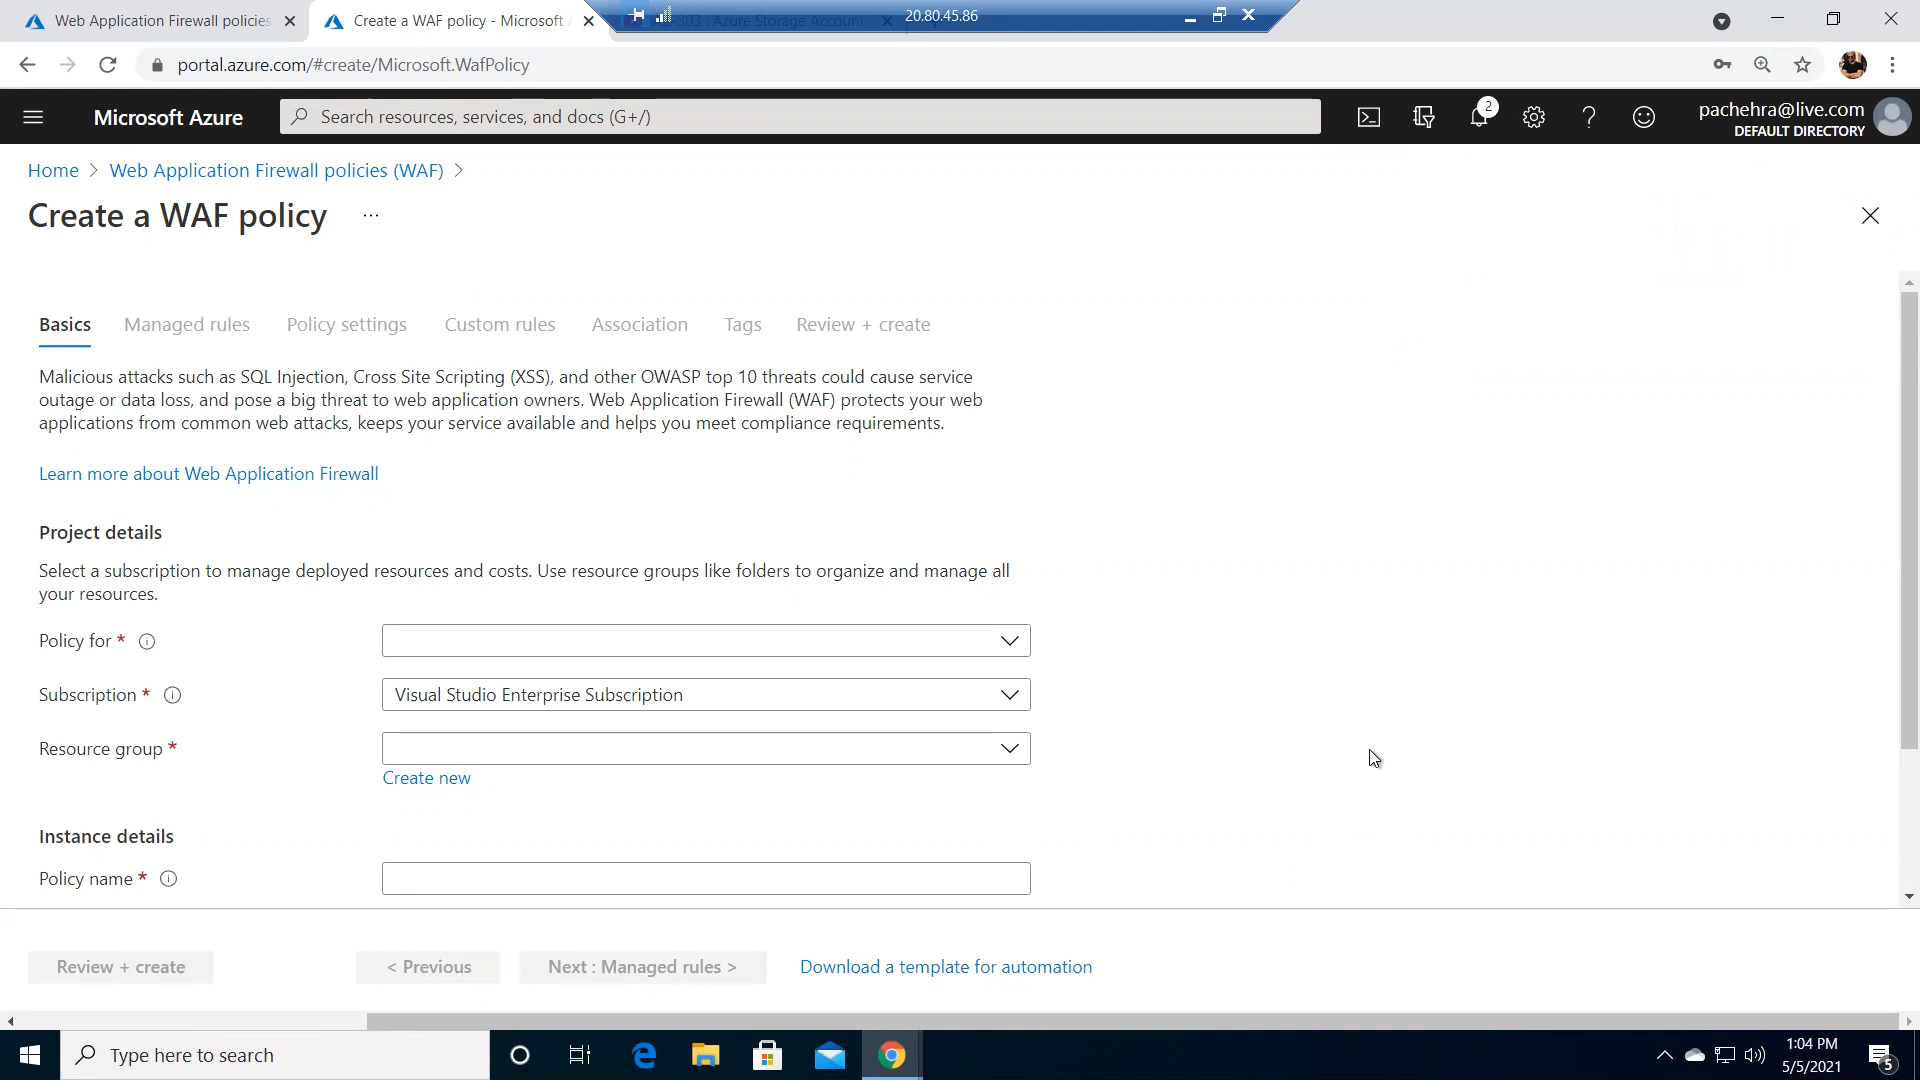 Web Application Firewall policies
Create a WAF policy - Microsoft
20.80.45.86
-303 : Azure Storage Account
portal.azure.com/#create/Microsoft.WafPolicy
Microsoft Azure
Search resources, services, and docs (G+/)
2
pachehra@live.com
DEFAULT DIRECTORY
Home > Web Application Firewall policies (WAF) >
Create a WAF policy ...
Basics Managed rules Policy settings Custom rules Association Tags Review + create
Malicious attacks such as SQL Injection, Cross Site Scripting (XSS), and other OWASP top 10 threats could cause service
outage or data loss, and pose a big threat to web application owners. Web Application Firewall (WAF) protects your web
applications from common web attacks, keeps your service available and helps you meet compliance requirements.
Learn more about Web Application Firewall
Project details
Select a subscription to manage deployed resources and costs. Use resource groups like folders to organize and manage all
your resources.
Policy for *
Subscription *
Visual Studio Enterprise Subscription
Resource group *
Create new
Instance details
Policy name *
Review + create
< Previous
Next : Managed rules >
Download a template for automation
Type here to search
1:04 PM
5/5/2021
5